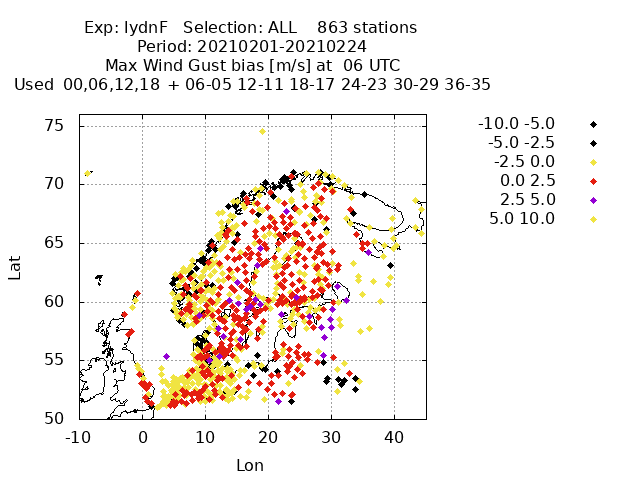 Exp: IydnF   Selection: ALL    863 stations
Period: 20210201-20210224
Max Wind Gust bias [m/s] at  06 UTC
Used  00,06,12,18  + 06-05 12-11 18-17 24-23 30-29 36-35
-10.0 -5.0
-5.0 -2.5
-2.5 0.0
0.0 2.5
2.5 5.0
5.0 10.0
75
70
65
60
55
50
Lat
-10 0 10 20 30 40
Lon